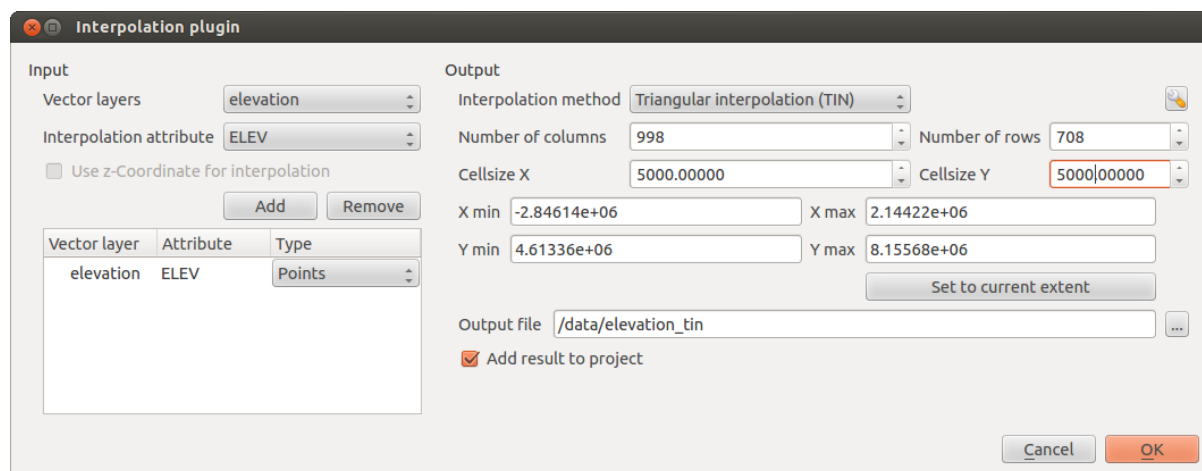 Interpolation plugin
Input
Vector layers elevation
Interpolation attribute ELEV
Use z-Coordinate for interpolation
Add Remove
Vector layer Attribute Type
elevation ELEV Points
Output
Interpolation method Triangular interpolation (TIN)
Number of columns 998 Number of rows 708
Cellsize X 5000.00000 Cellsize Y 5000.00000
X min -2.84614e+06 X max 2.14422e+06
Y min 4.61336e+06 Y max 8.15568e+06
Set to current extent
Output file /data/elevation_tin ...
Add result to project
Cancel OK